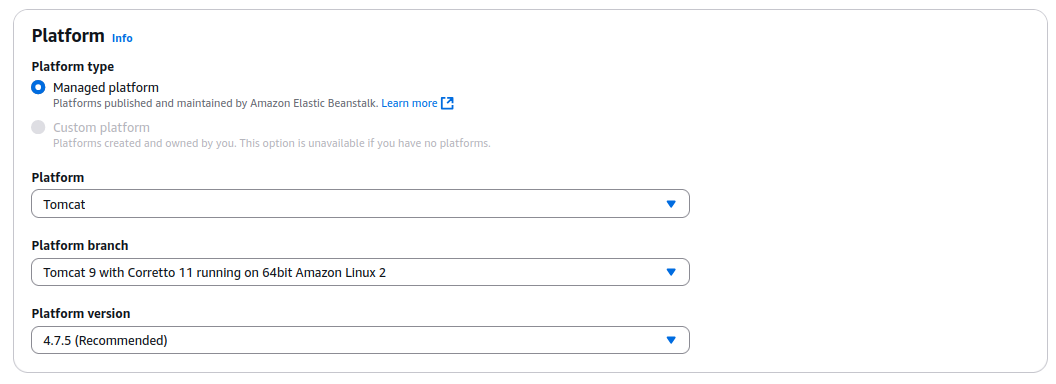 Platform Info
Platform type
Managed platform
Platforms published and maintained by Amazon Elastic Beanstalk. Learn more
Custom platform
Platforms created and owned by you. This option is unavailable if you have no platforms.
Platform
Tomcat
Platform branch
Tomcat 9 with Corretto 11 running on 64bit Amazon Linux 2
Platform version
4.7.5 (Recommended)